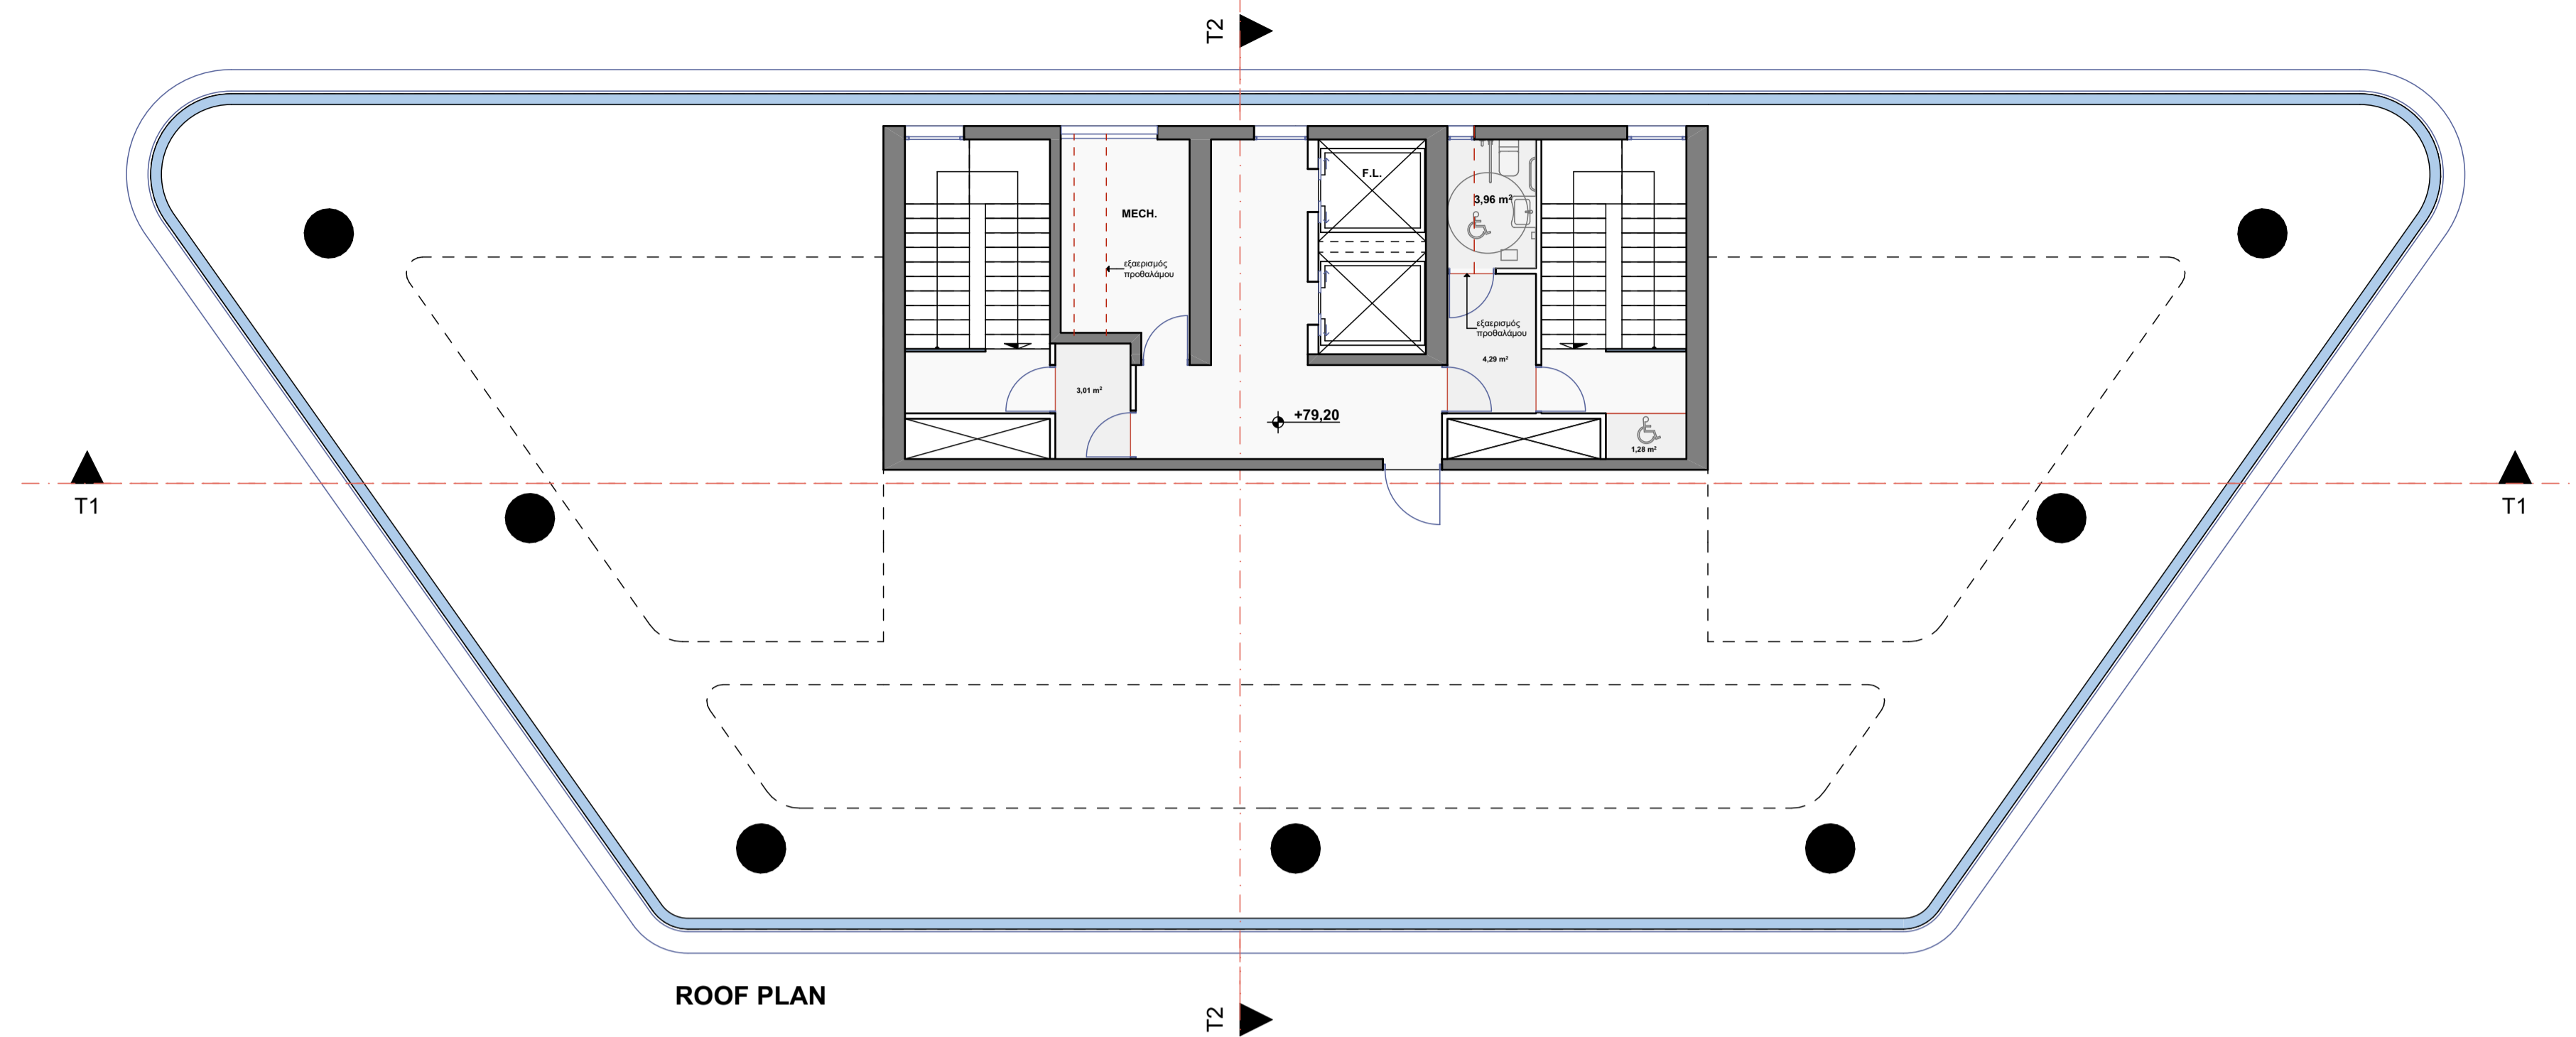 T2
F.L.
3,96 m²
MECH.
εξαερισμός
προθαλάμου
εξαερισμός
προθαλάμου
4,29 m²
3,01 m²
+79,20
1,28 m²
T1
T1
ROOF PLAN
T2